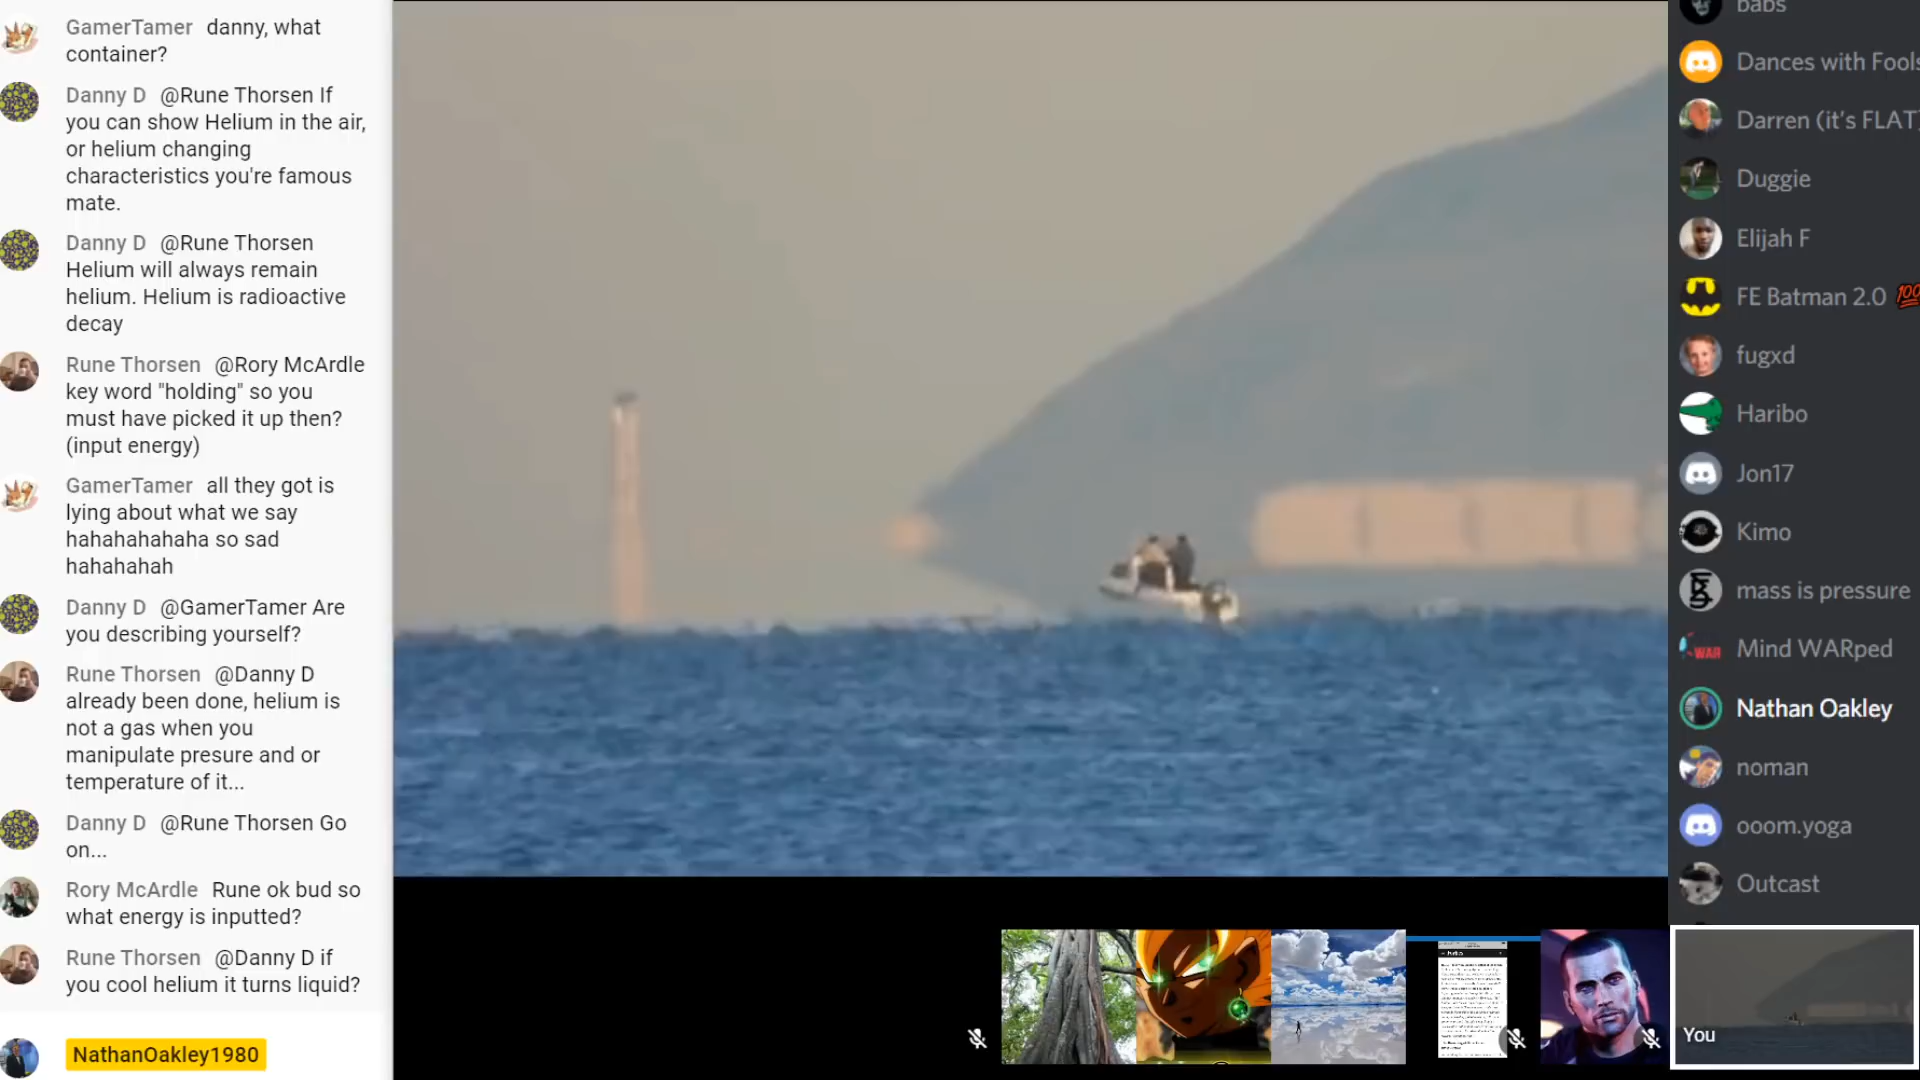 GamerTamer danny, what
container?
Danny D @Rune Thorsen If
you can show Helium in the air,
or helium changing
characteristics you're famous
mate.
Danny D @Rune Thorsen
Helium will always remain
helium. Helium is radioactive
decay
Rune Thorsen @Rory McArdle
key word "holding" so you
must have picked it up then?
(input energy)
GamerTamer all they got is
lying about what we say
hahahahahaha so sad
hahahahah
Danny D @GamerTamer Are
you describing yourself?
Rune Thorsen @Danny D
already been done, helium is
not a gas when you
manipulate presure and or
temperature of it...
Danny D @Rune Thorsen Go
on...
Rory McArdle Rune ok bud so
what energy is inputted?
Rune Thorsen @Danny D if
you cool helium it turns liquid?
NathanOakley1980
babs
Dances with Fools
Darren (it's FLAT)
Duggie
Elijah F
FE Batman 2.0 💯
fugxd
Haribo
Jon17
Kimo
mass is pressure
Mind WARped
WAR
Nathan Oakley
noman
ooom.yoga
Outcast
You